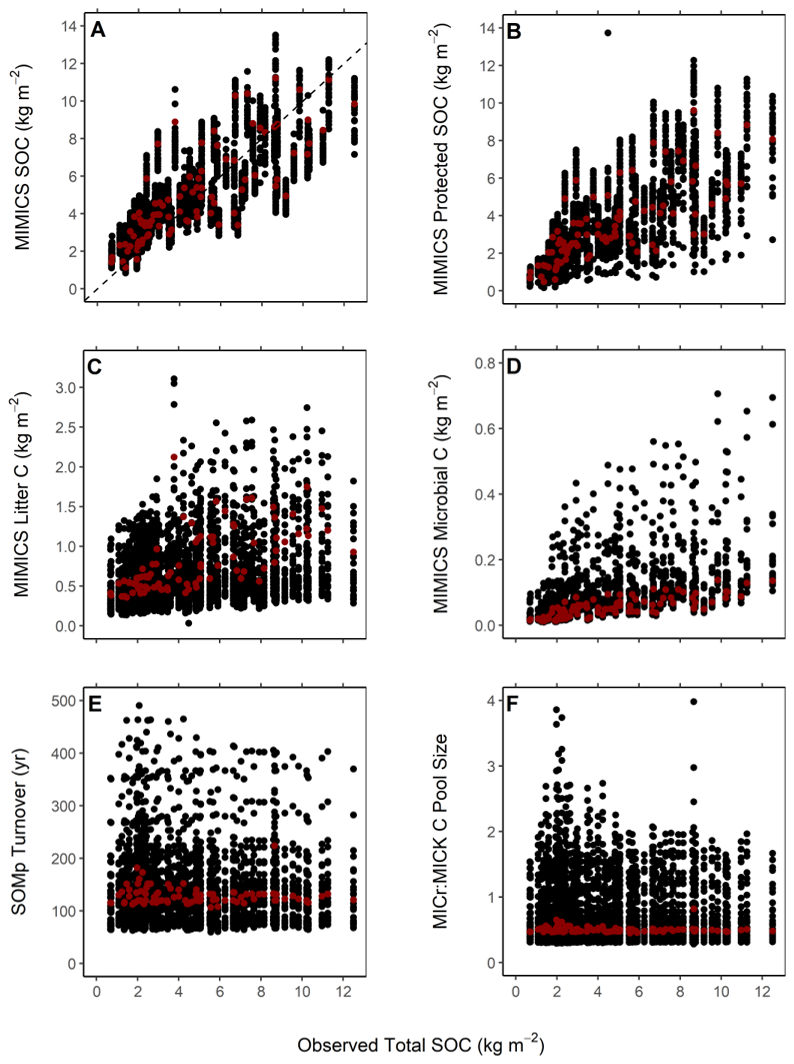 A
MIMICS SOC (kg m−2)
14
12
10
8
6
4
2
0
B
MIMICS Protected SOC (kg m−2)
14
12
10
8
6
4
2
0
C
MIMICS Litter C (kg m−2)
3.0
2.5
2.0
1.5
1.0
0.5
0.0
D
MIMICS Microbial C (kg m−2)
0.8
0.6
0.4
0.2
0.0
E
SOMp Turnover (yr)
500
400
300
200
100
0
0 2 4 6 8 10 12
F
MICr:MICK C Pool Size
4
3
2
1
0
0 2 4 6 8 10 12
Observed Total SOC (kg m−2)